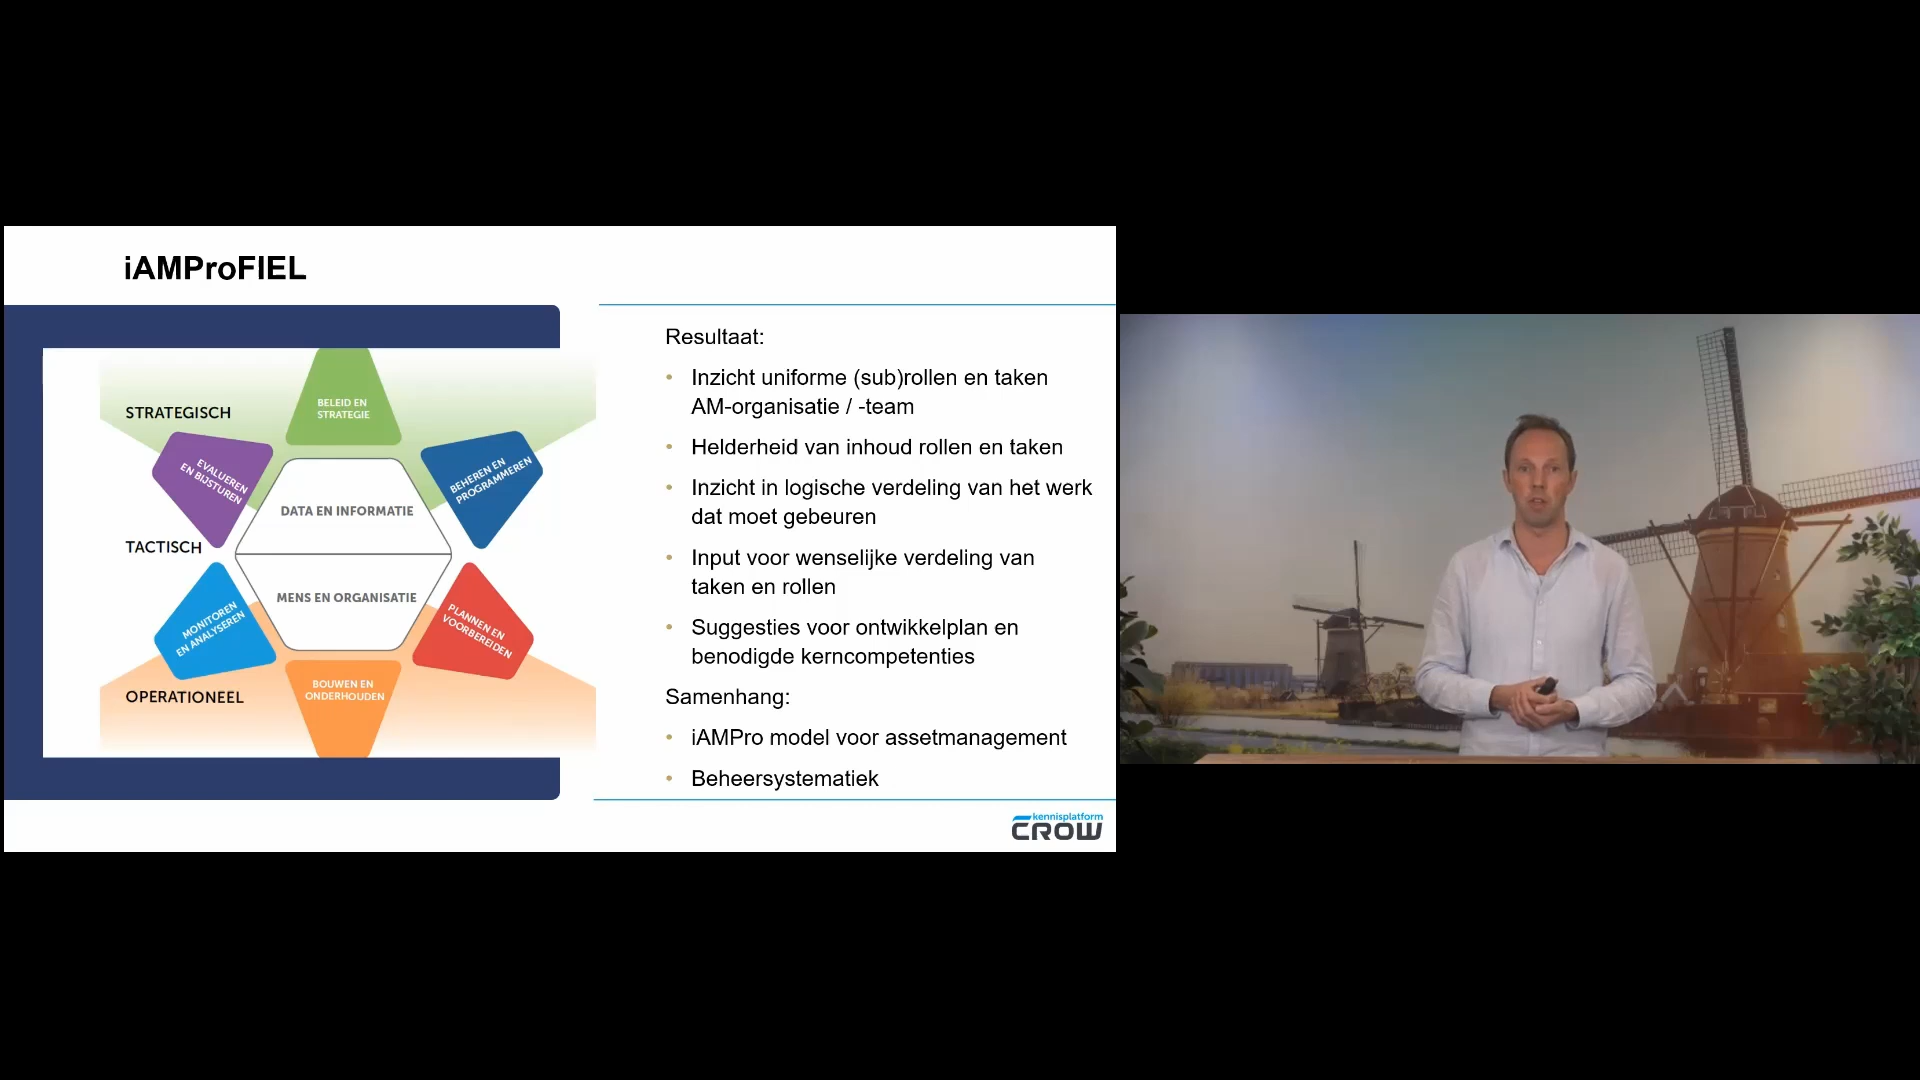 iAMProFIEL
STRATEGISCH
BELEID EN
STRATEGIE
EVALUEREN
EN BIJSTUREN
BEHEREN EN
PROGRAMMEREN
DATA EN INFORMATIE
TACTISCH
MENS EN ORGANISATIE
MONITOREN
EN ANALYSEREN
PLANNEN EN
VOORBEREIDEN
OPERATIONEEL
BOUWEN EN
ONDERHOUDEN
Resultaat:
• Inzicht uniforme (sub)rollen en taken
AM-organisatie / -team
• Helderheid van inhoud rollen en taken
• Inzicht in logische verdeling van het werk
dat moet gebeuren
• Input voor wenselijke verdeling van
taken en rollen
• Suggesties voor ontwikkelplan en
benodigde kerncompetenties
Samenhang:
• iAMPro model voor assetmanagement
• Beheersystematiek
kennisplatform
CROW